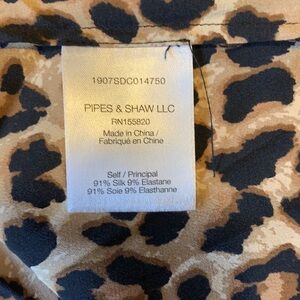 1907SDC014750
PIPES & SHAW LLC
RN155820
Made in China /
Fabriqué en Chine
Self / Principal
91% Silk 9% Elastane
91% Soie 9% Elasthanne